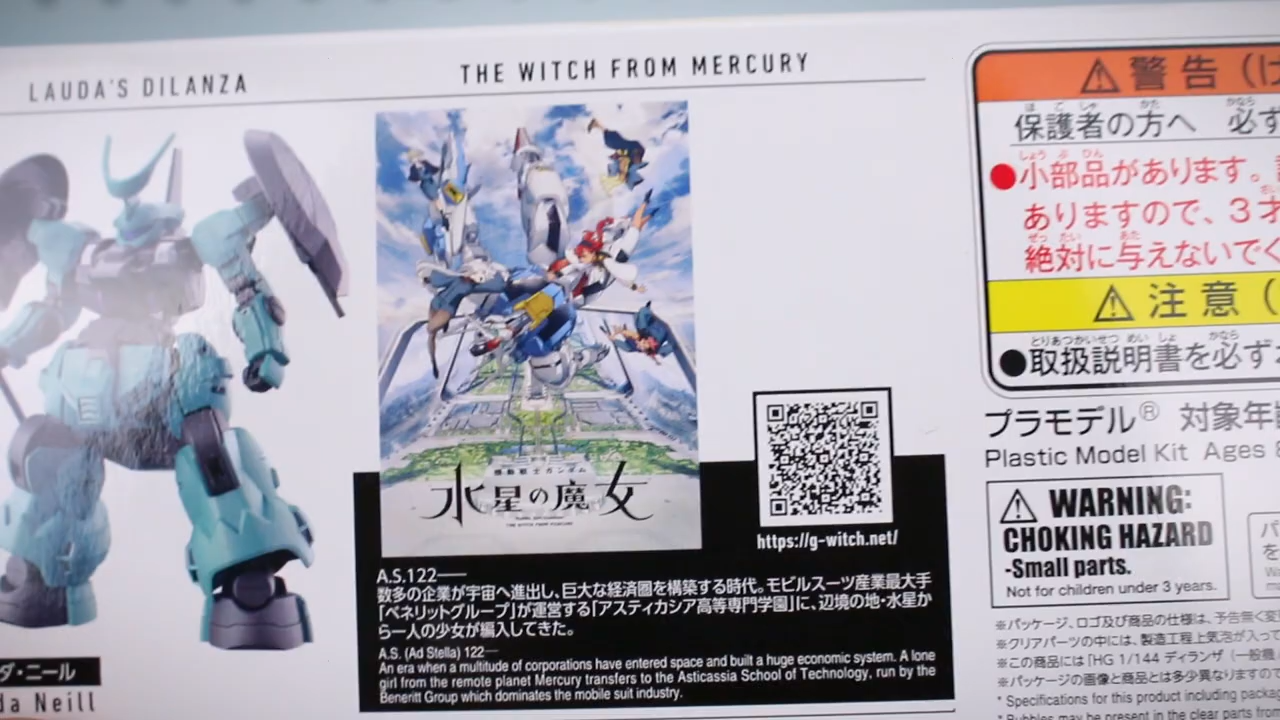 LAUDA'S DILANZA
THE WITCH FROM MERCURY
機動戦士ガンダム
水星の魔女
THE WITCH FROM MERCURY
https://g-witch.net/
A.S.122──
数多の企業が宇宙へ進出し、巨大な経済圏を構築する時代。モビルスーツ産業最大手
「ベネリットグループ」が運営する「アスティカシア高等専門学園」に、辺境の地・水星か
ら一人の少女が編入してきた。
A.S. (Ad Stella) 122─
An era when a multitude of corporations have entered space and built a huge economic system. A lone
girl from the remote planet Mercury transfers to the Asticassia School of Technology, run by the
Beneritt Group which dominates the mobile suit industry.
ダ・ニール
da Neill
⚠警告(け
保護者の方へ 必ず
●小部品があります。
ありますので、3才
絶対に与えないでく
⚠注意(
●取扱説明書を必ず
プラモデル® 対象年
Plastic Model Kit Ages
⚠WARNING:
CHOKING HAZARD
-Small parts.
Not for children under 3 years.
※パッケージ、ロゴ及び商品の仕様は、予告無く変
※クリアパーツの中には、製造工程上気泡が入って
※この商品には「HG 1/144 ディランザ(一般機
※パッケージの画像と商品とは多少異なりますので
* Specifications for this product including packa
* Bubbles may be present in the clear parts from